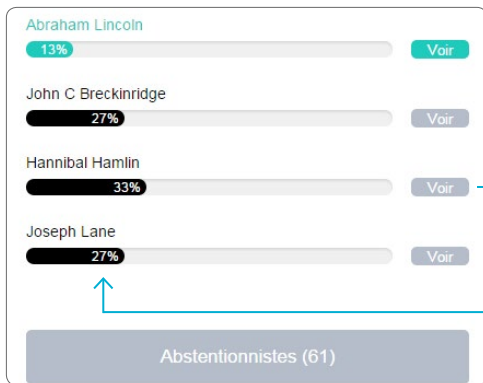 Abraham Lincoln
13% Voir
John C Breckinridge
27% Voir
Hannibal Hamlin
33% Voir
Joseph Lane
27% Voir
Abstentionnistes (61)